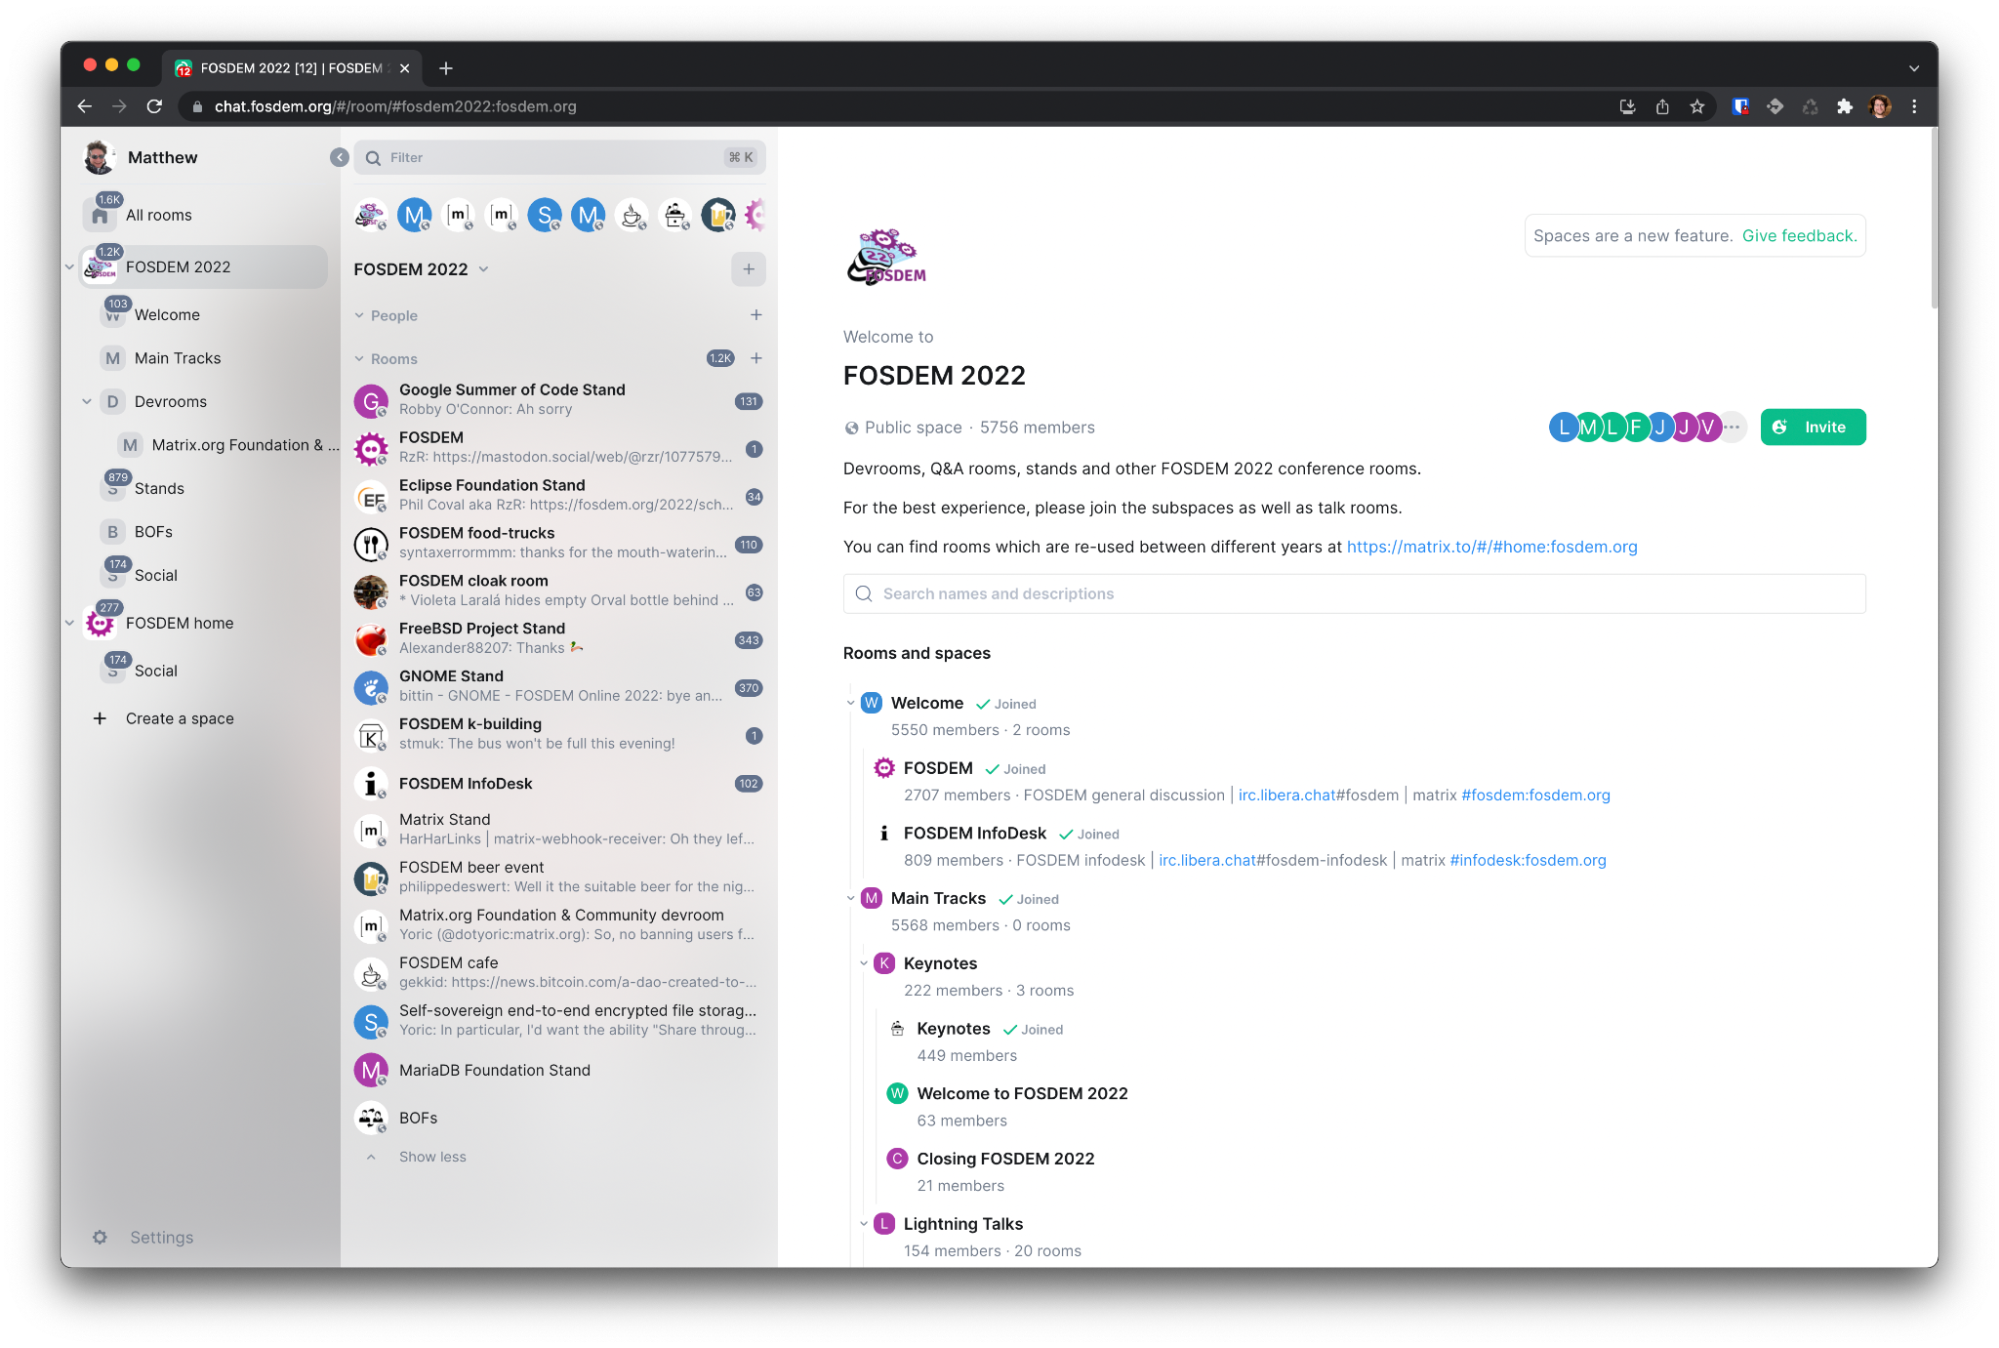 FOSDEM 2022 [12] | FOSDEM
chat.fosdem.org/#/room/#fosdem2022:fosdem.org
Matthew
1.6K
All rooms
1.2K
FOSDEM 2022
103
W Welcome
M Main Tracks
D Devrooms
M Matrix.org Foundation & ...
879
S Stands
B BOFs
174
S Social
277
FOSDEM home
174
S Social
+ Create a space
Settings
Filter ⌘ K
M [m] [m] S M
FOSDEM 2022
People
Rooms 1.2K
G Google Summer of Code Stand
Robby O'Connor: Ah sorry 131
FOSDEM
RzR: https://mastodon.social/web/@rzr/1077579... 1
EF Eclipse Foundation Stand
Phil Coval aka RzR: https://fosdem.org/2022/sch... 34
FOSDEM food-trucks
syntaxerrormmm: thanks for the mouth-waterin... 110
FOSDEM cloak room
* Violeta Laralá hides empty Orval bottle behind ... 63
FreeBSD Project Stand
Alexander88207: Thanks 343
GNOME Stand
bittin - GNOME - FOSDEM Online 2022: bye an... 370
K FOSDEM k-building
stmuk: The bus won't be full this evening! 1
i FOSDEM InfoDesk 102
[m] Matrix Stand
HarHarLinks | matrix-webhook-receiver: Oh they lef...
FOSDEM beer event
philippedeswert: Well it the suitable beer for the nig...
[m] Matrix.org Foundation & Community devroom
Yoric (@dotyoric:matrix.org): So, no banning users f...
FOSDEM cafe
gekkid: https://news.bitcoin.com/a-dao-created-to-...
S Self-sovereign end-to-end encrypted file storag...
Yoric: In particular, I'd want the ability "Share throug...
M MariaDB Foundation Stand
BOFs
Show less
22
FOSDEM
Spaces are a new feature. Give feedback.
Welcome to
FOSDEM 2022
Public space · 5756 members
L M L F J J V ... Invite
Devrooms, Q&A rooms, stands and other FOSDEM 2022 conference rooms.
For the best experience, please join the subspaces as well as talk rooms.
You can find rooms which are re-used between different years at https://matrix.to/#/#home:fosdem.org
Search names and descriptions
Rooms and spaces
W Welcome Joined
5550 members · 2 rooms
FOSDEM Joined
2707 members · FOSDEM general discussion | irc.libera.chat#fosdem | matrix #fosdem:fosdem.org
i FOSDEM InfoDesk Joined
809 members · FOSDEM infodesk | irc.libera.chat#fosdem-infodesk | matrix #infodesk:fosdem.org
M Main Tracks Joined
5568 members · 0 rooms
K Keynotes
222 members · 3 rooms
Keynotes Joined
449 members
W Welcome to FOSDEM 2022
63 members
C Closing FOSDEM 2022
21 members
L Lightning Talks
154 members · 20 rooms